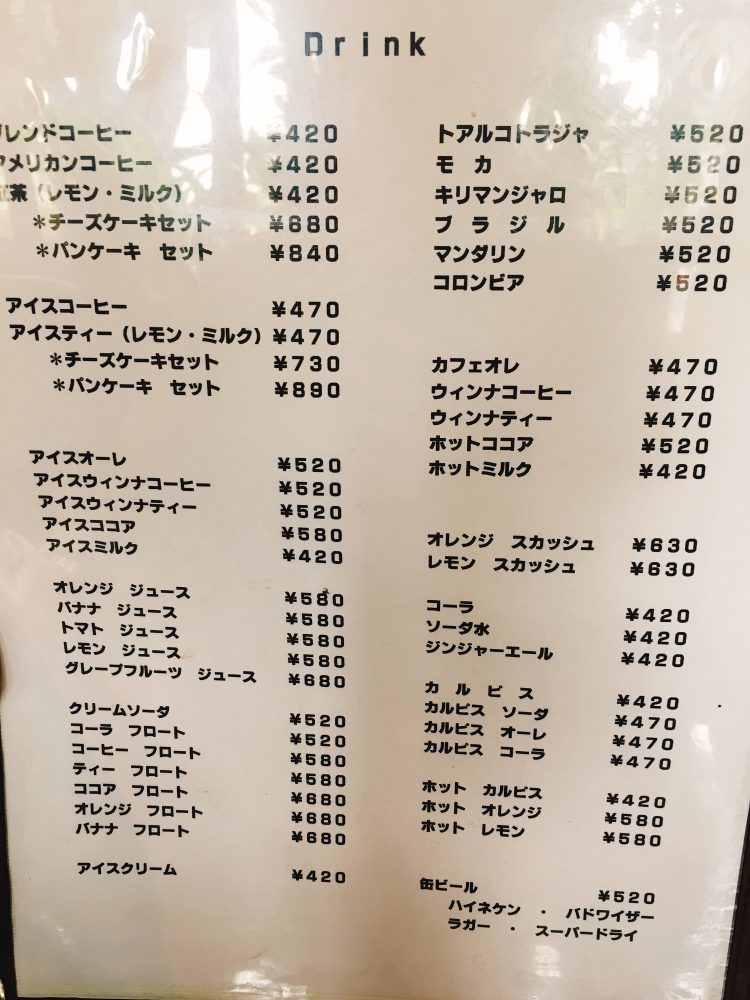 Drink
ブレンドコーヒー ¥420
アメリカンコーヒー ¥420
紅茶（レモン・ミルク） ¥420
＊チーズケーキセット ¥680
＊パンケーキ　セット ¥840
アイスコーヒー ¥470
アイスティー（レモン・ミルク） ¥470
＊チーズケーキセット ¥730
＊パンケーキ　セット ¥890
アイスオーレ ¥520
アイスウィンナコーヒー ¥520
アイスウィンナティー ¥520
アイスココア ¥580
アイスミルク ¥420
オレンジ　ジュース ¥580
バナナ　ジュース ¥580
トマト　ジュース ¥580
レモン　ジュース ¥580
グレープフルーツ　ジュース ¥680
クリームソーダ ¥520
コーラ　フロート ¥520
コーヒー　フロート ¥580
ティー　フロート ¥580
ココア　フロート ¥680
オレンジ　フロート ¥680
バナナ　フロート ¥680
アイスクリーム ¥420
トアルコトラジャ ¥520
モ　カ ¥520
キリマンジャロ ¥520
ブ　ラ　ジ　ル ¥520
マンダリン ¥520
コロンビア ¥520
カフェオレ ¥470
ウィンナコーヒー ¥470
ウィンナティー ¥470
ホットココア ¥520
ホットミルク ¥420
オレンジ　スカッシュ ¥630
レモン　スカッシュ ¥630
コーラ ¥420
ソーダ水 ¥420
ジンジャーエール ¥420
カ　ル　ピ　ス ¥420
カルピス　ソーダ ¥470
カルピス　オーレ ¥470
カルピス　コーラ ¥470
ホット　カルピス ¥420
ホット　オレンジ ¥580
ホット　レモン ¥580
缶ビール ¥520
ハイネケン　・　バドワイザー
ラガー　・　スーパードライ